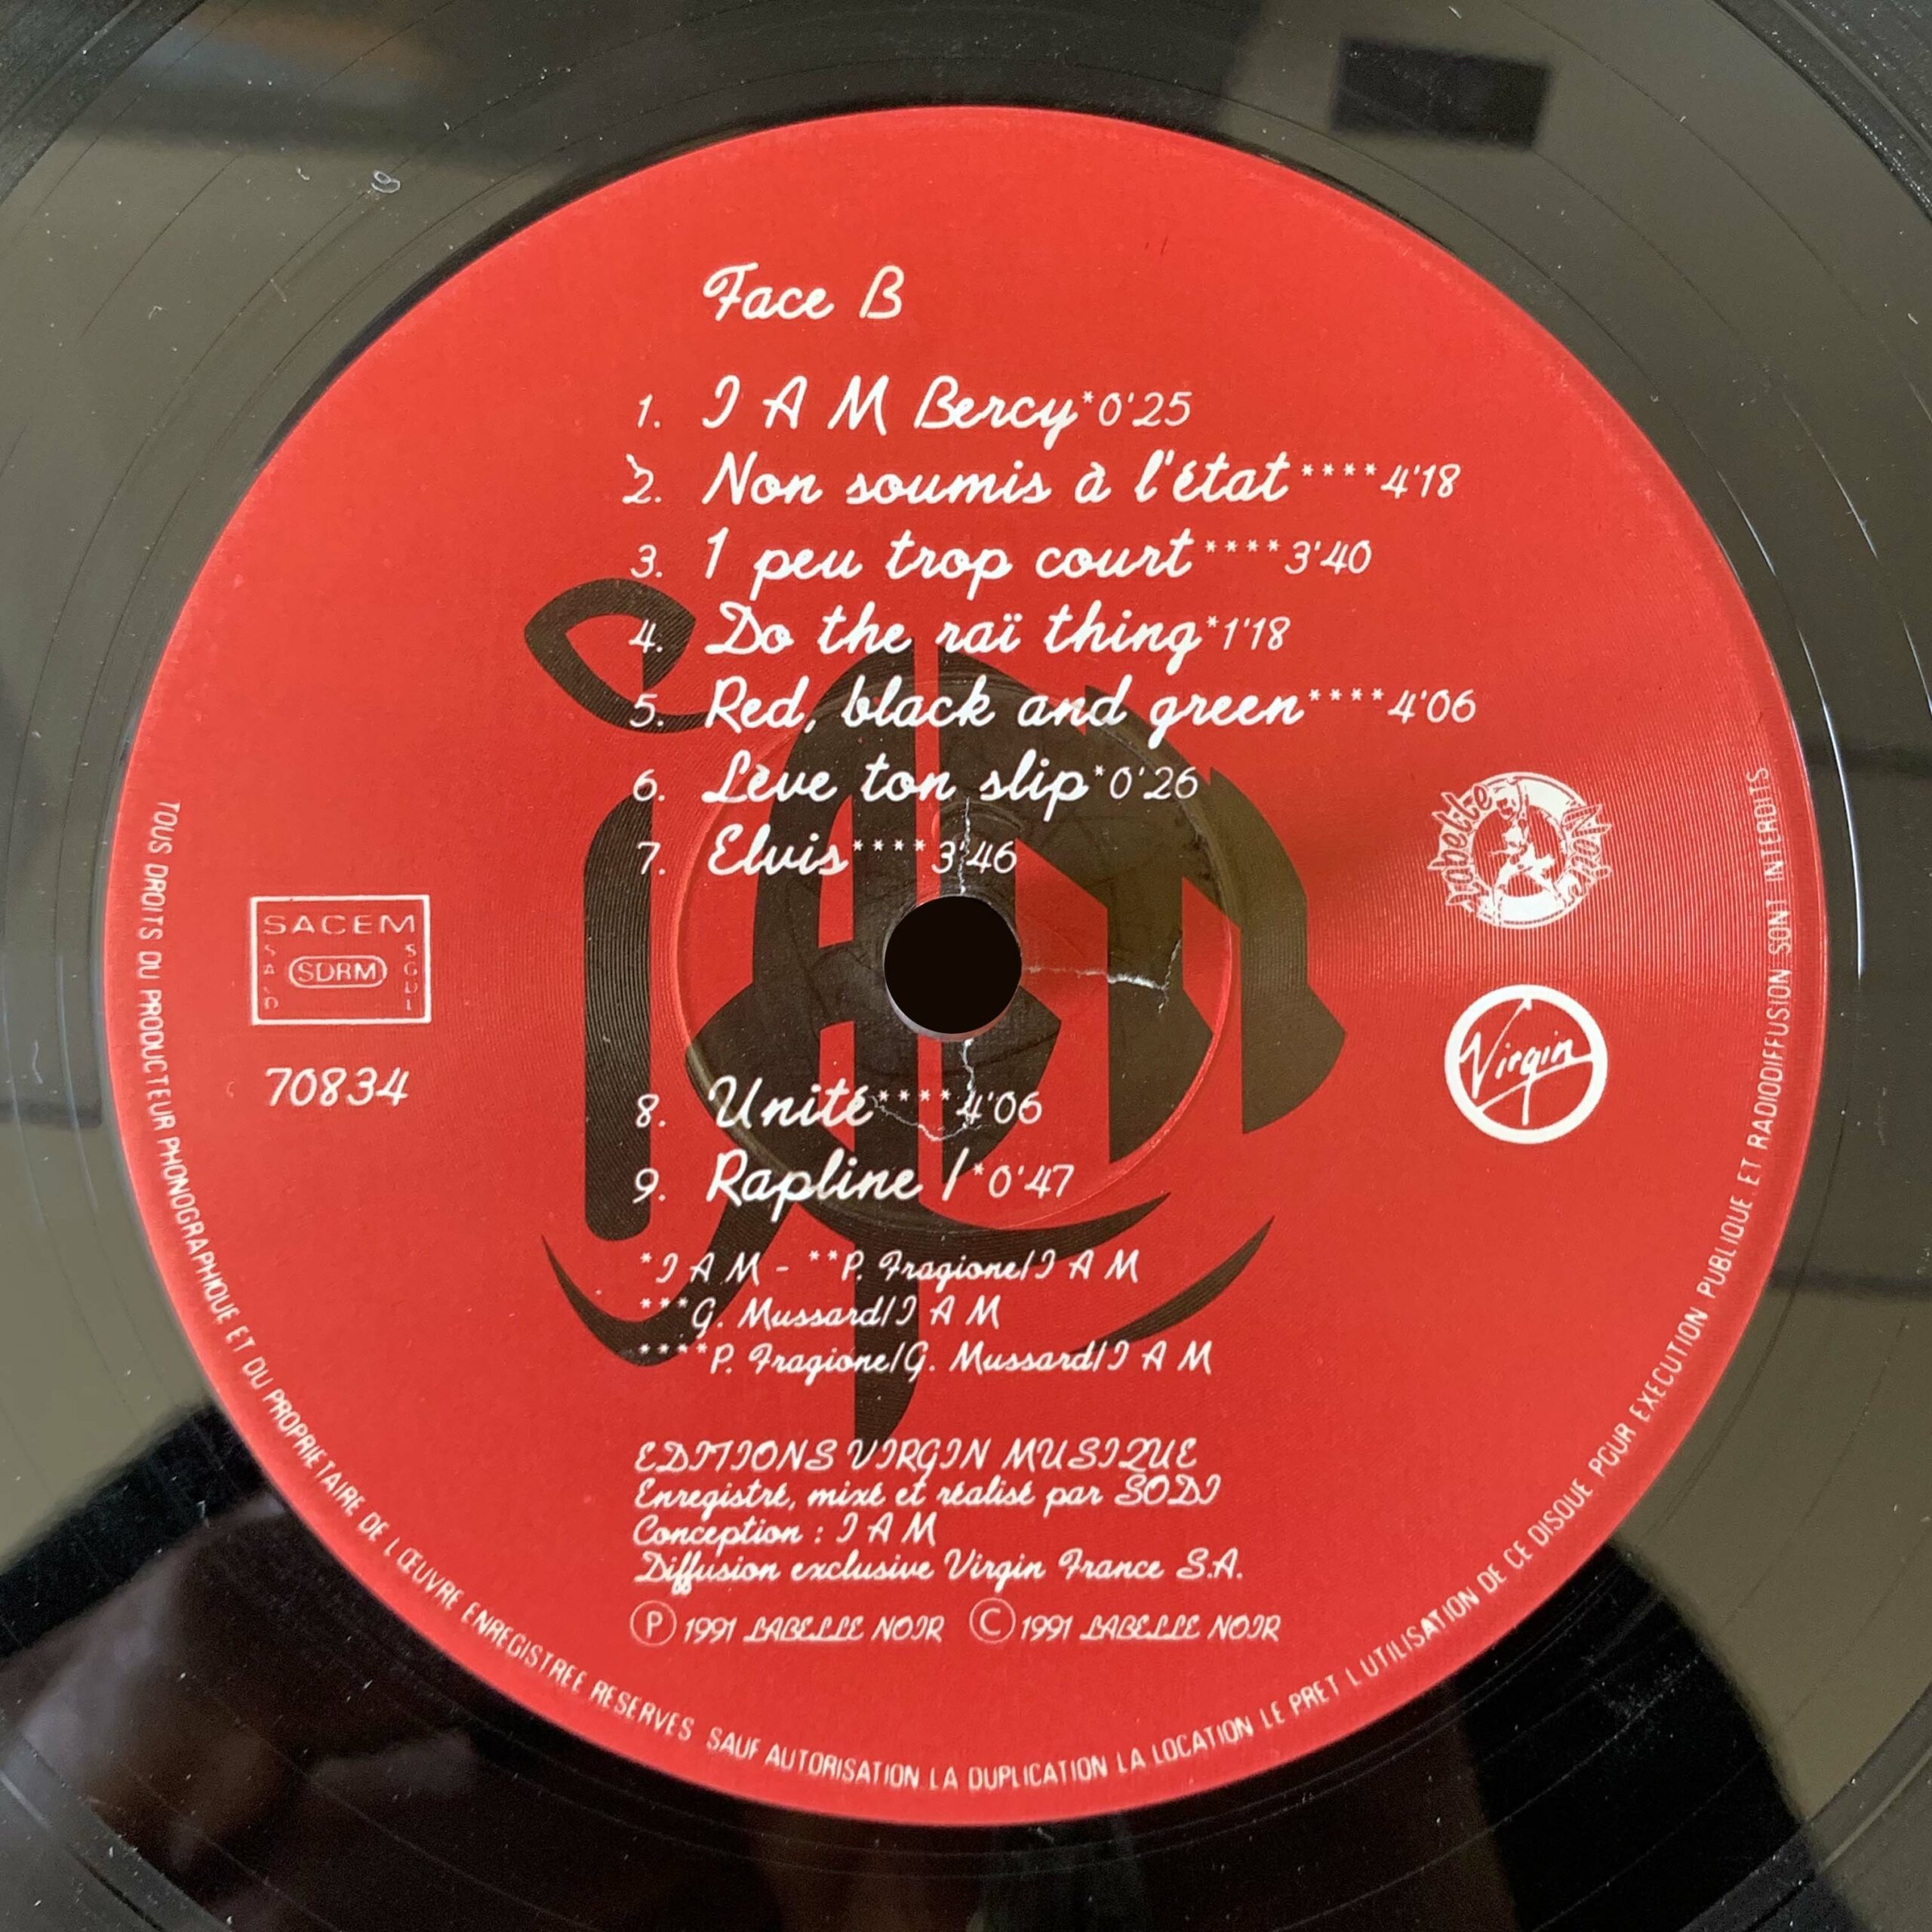 Face B
1. I A M Bercy*0'25
2. Non soumis à l'état****4'18
3. 1 peu trop court****3'40
4. Do the raï thing*1'18
5. Red, black and green****4'06
6. Lève ton slip*0'26
7. Elvis****3'46
8. Unité****4'06
9. Rapline /*0'47
*I A M - **P. Fragione/I A M
***G. Mussard/I A M
****P. Fragione/G. Mussard/I A M
EDITIONS VIRGIN MUSIQUE
Enregistré, mixé et réalisé par SODI
Conception : I A M
Diffusion exclusive Virgin France S.A.
Ⓟ 1991 LABELLE NOIR © 1991 LABELLE NOIR
SACEM
SACD
SDRM
SGDL
70834
Labelle Noir
Virgin
IAM
TOUS DROITS DU PRODUCTEUR PHONOGRAPHIQUE ET DU PROPRIETAIRE DE L'ŒUVRE ENREGISTREE RESERVES SAUF AUTORISATION LA DUPLICATION LA LOCATION LE PRET L UTILISATION DE CE DISQUE POUR EXECUTION PUBLIQUE ET RADIODIFFUSION SONT INTERDITS